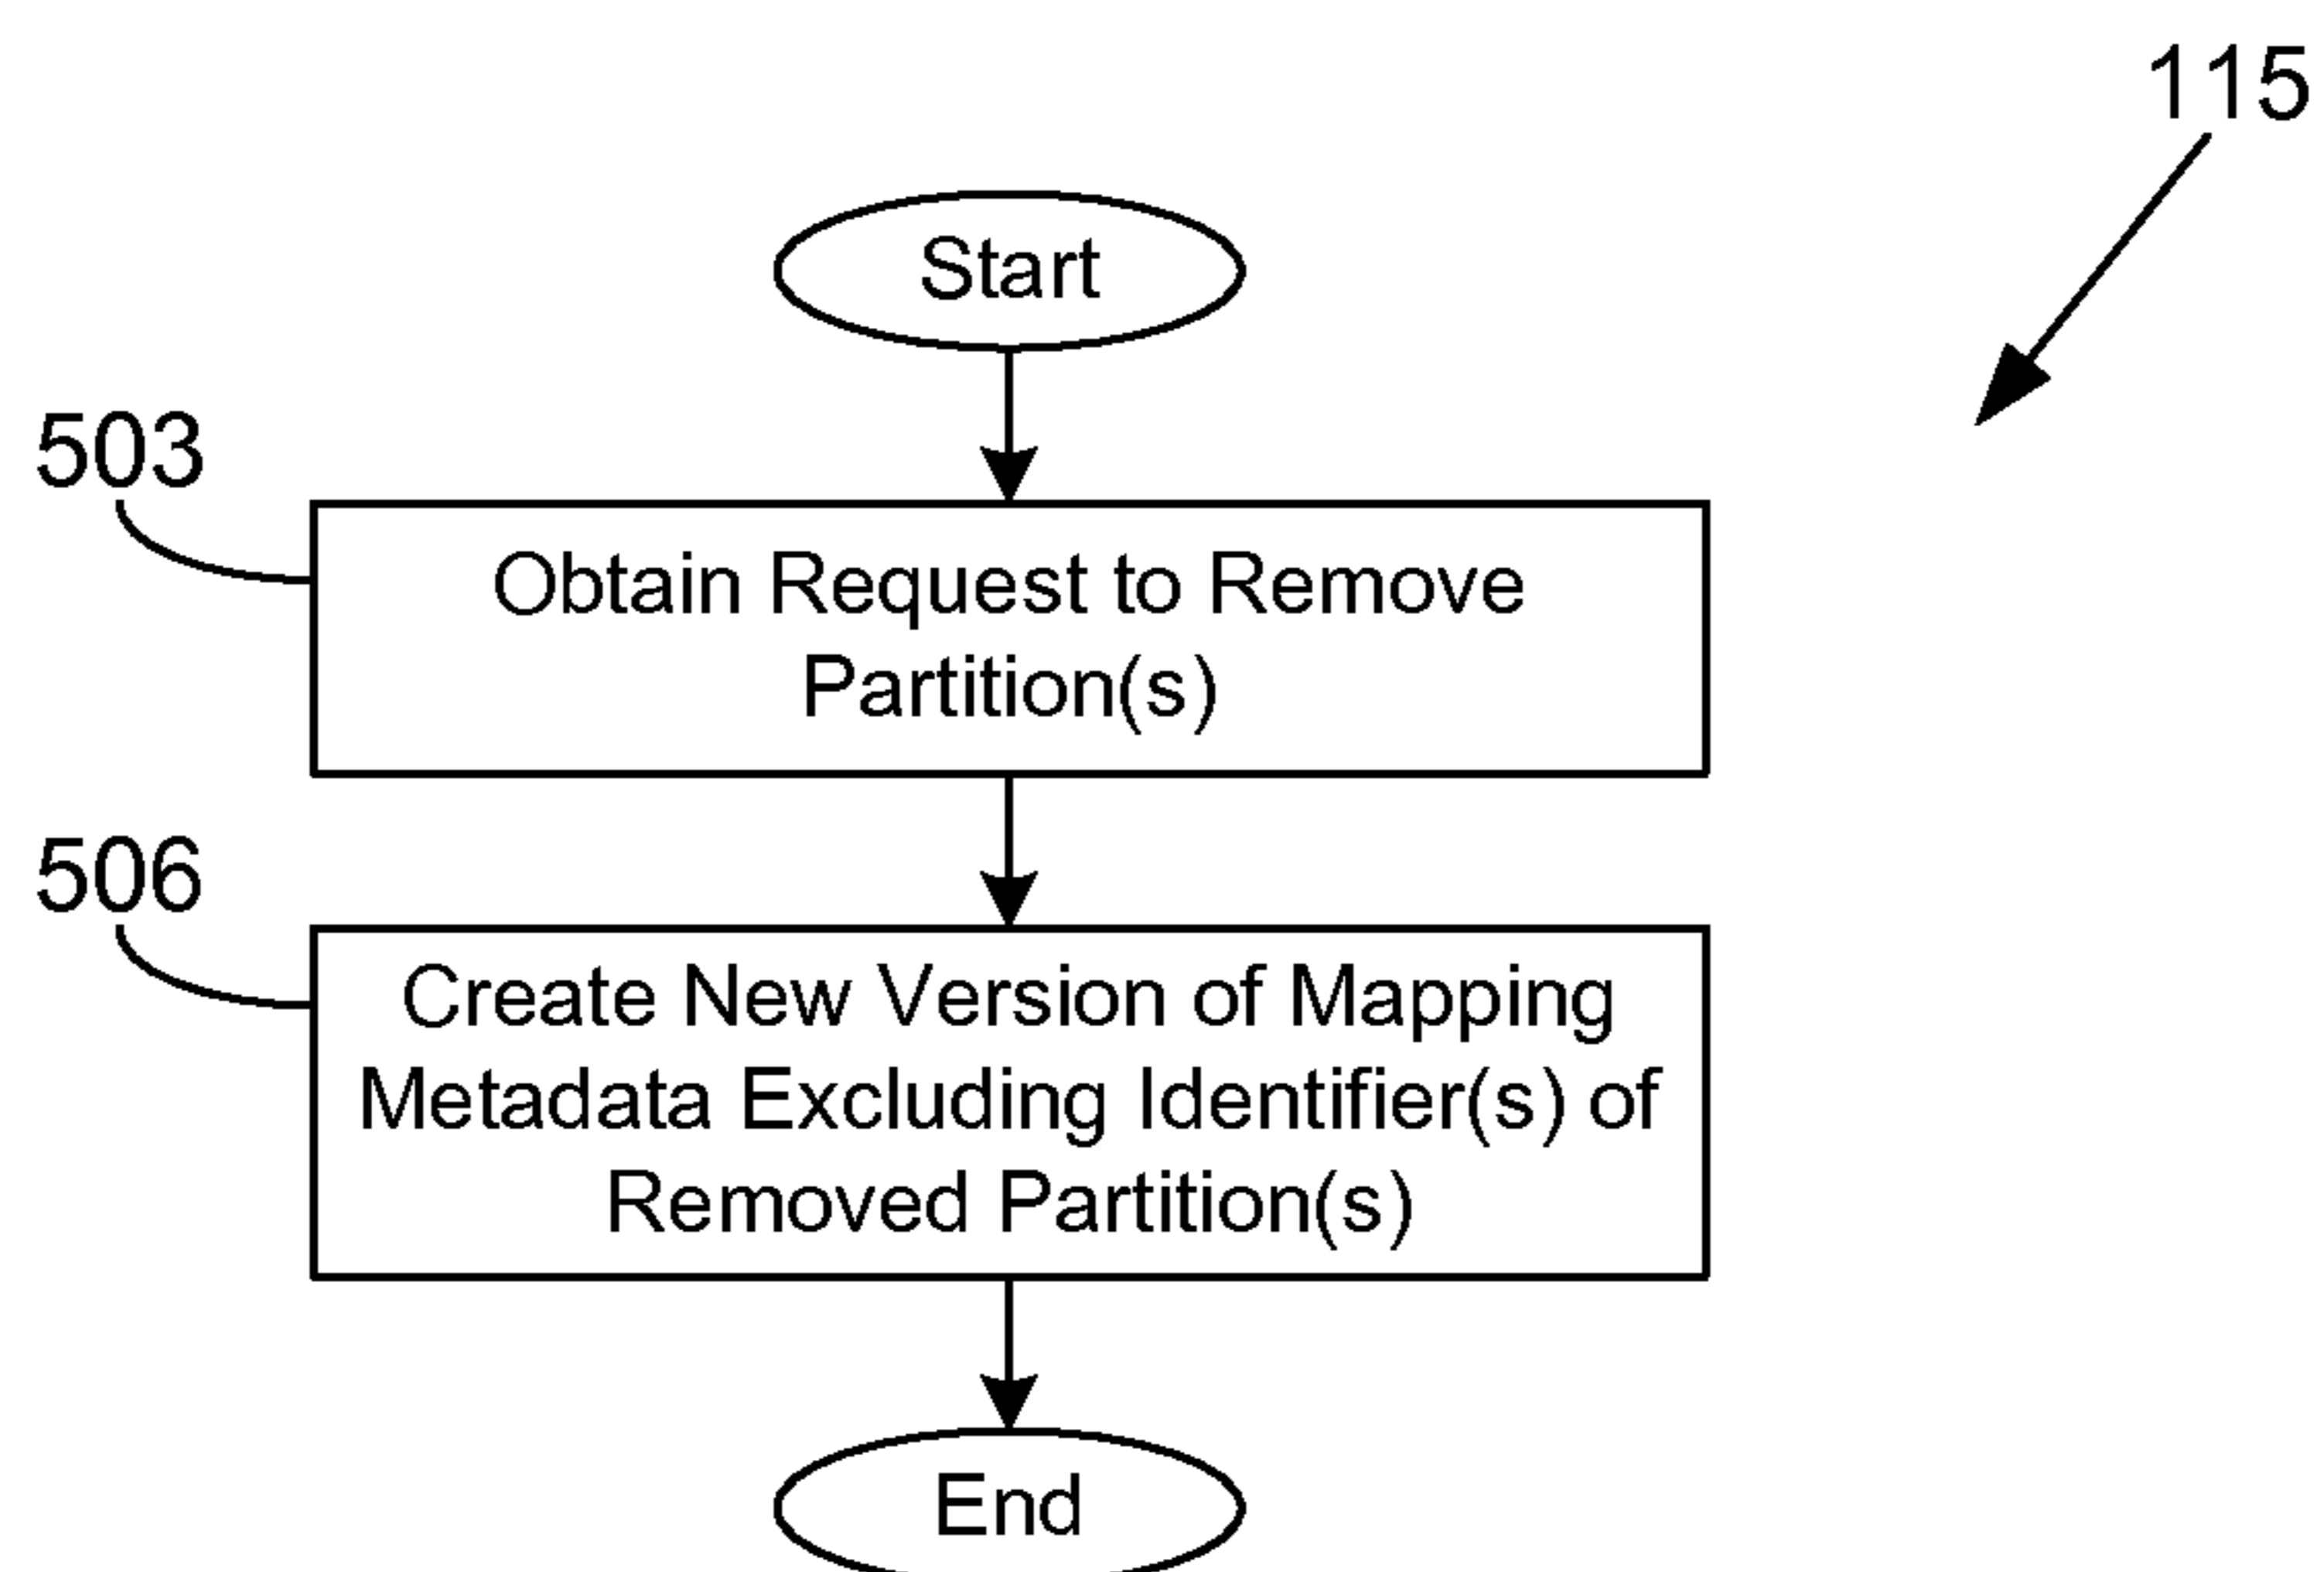 115
Start
503
Obtain Request to Remove
Partition(s)
506
Create New Version of Mapping
Metadata Excluding Identifier(s) of
Removed Partition(s)
End